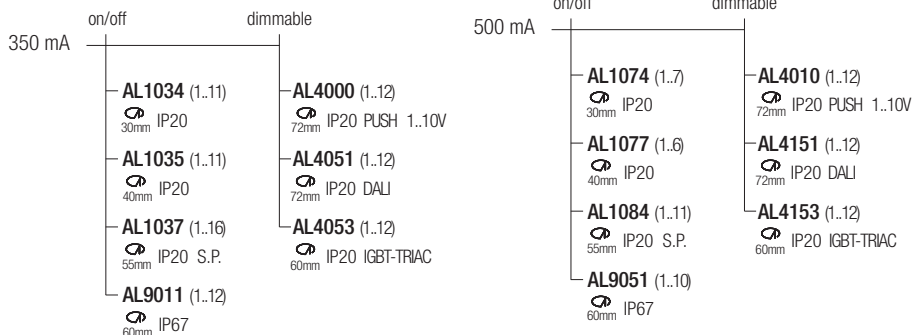 on/off
dimmable
350 mA
AL1034 (1..11)
30mm IP20
AL1035 (1..11)
40mm IP20
AL1037 (1..16)
55mm IP20 S.P.
AL9011 (1..12)
60mm IP67
AL4000 (1..12)
72mm IP20 PUSH 1..10V
AL4051 (1..12)
72mm IP20 DALI
AL4053 (1..12)
60mm IP20 IGBT-TRIAC
on/off
dimmable
500 mA
AL1074 (1..7)
30mm IP20
AL1077 (1..6)
40mm IP20
AL1084 (1..11)
55mm IP20 S.P.
AL9051 (1..10)
60mm IP67
AL4010 (1..12)
72mm IP20 PUSH 1..10V
AL4151 (1..12)
72mm IP20 DALI
AL4153 (1..12)
60mm IP20 IGBT-TRIAC